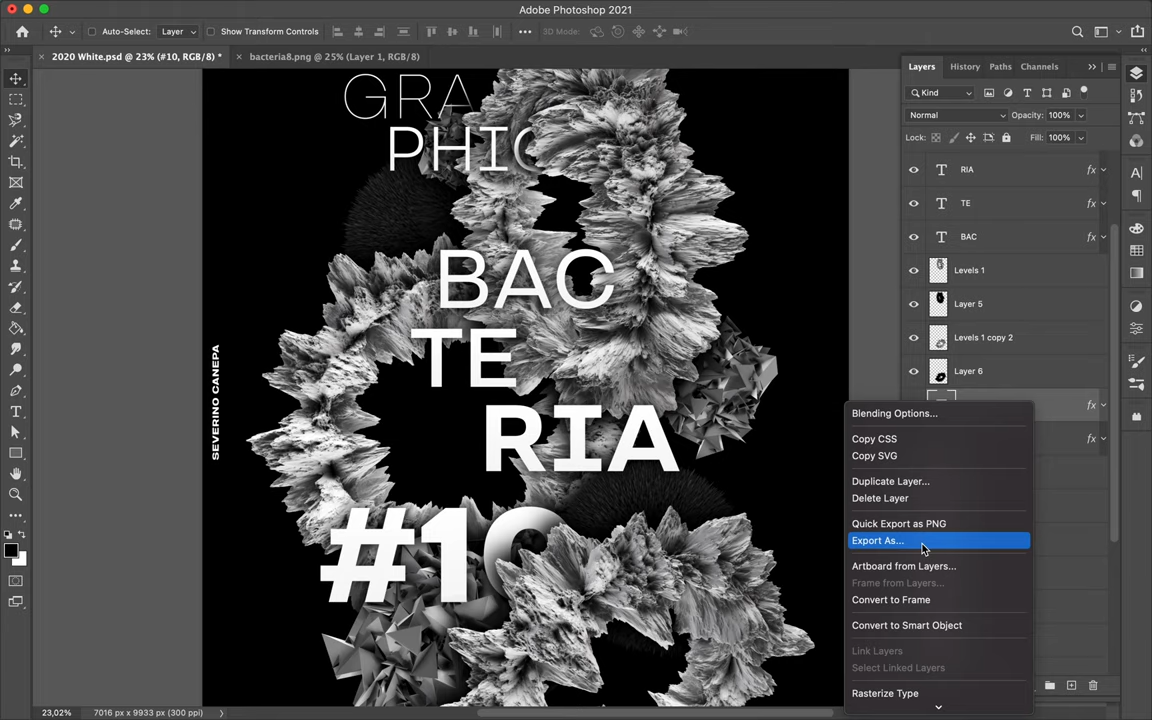 Adobe Photoshop 2021
Auto-Select: Layer Show Transform Controls 3D Mode:
2020 White.psd @ 23% (#10, RGB/8) *
bacteria8.png @ 25% (Layer 1, RGB/8)
GRA
PHIC
BAC
TE
RIA
#10
SEVERINO CANEPA
Layers History Paths Channels
Kind
Normal Opacity: 100%
Lock: Fill: 100%
RIA fx
TE fx
BAC fx
Levels 1
Layer 5
Levels 1 copy 2
Layer 6
fx
fx
Blending Options...
Copy CSS
Copy SVG
Duplicate Layer...
Delete Layer
Quick Export as PNG
Export As...
Artboard from Layers...
Frame from Layers...
Convert to Frame
Convert to Smart Object
Link Layers
Select Linked Layers
Rasterize Type
23,02% 7016 px x 9933 px (300 ppi)